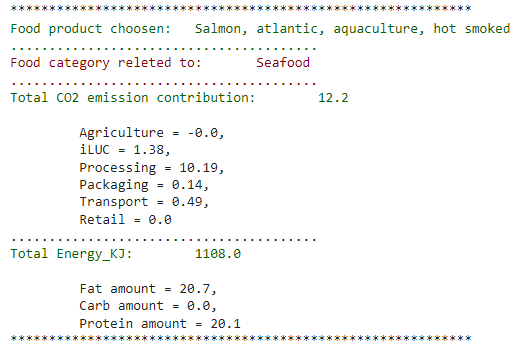 ************************************************************
Food product choosen:   Salmon, atlantic, aquaculture, hot smoked
........................................
Food category releted to:       Seafood
........................................
Total CO2 emission contribution:        12.2
Agriculture = -0.0,
iLUC = 1.38,
Processing = 10.19,
Packaging = 0.14,
Transport = 0.49,
Retail = 0.0
........................................
Total Energy_KJ:        1108.0
Fat amount = 20.7,
Carb amount = 0.0,
Protein amount = 20.1
************************************************************